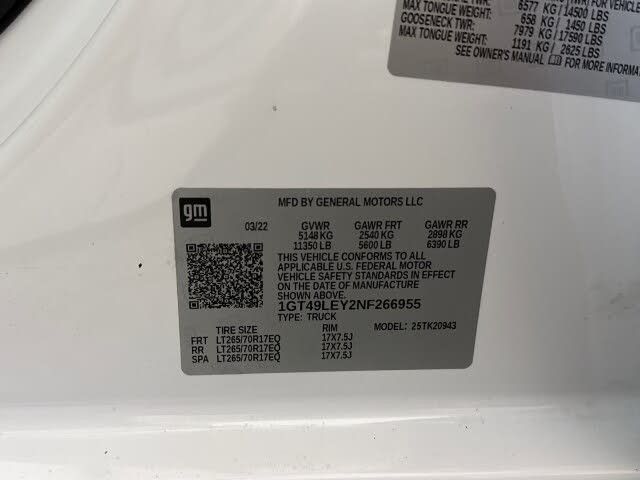 6577 KG / 14500 LBS
MAX TONGUE WEIGHT: 658 KG / 1450 LBS
GOOSENECK TWR: 7979 KG / 17590 LBS
MAX TONGUE WEIGHT: 1191 KG / 2625 LBS
SEE OWNER'S MANUAL FOR MORE INFORMA
gm
MFD BY GENERAL MOTORS LLC
03/22 GVWR GAWR FRT GAWR RR
5148 KG 2540 KG 2898 KG
11350 LB 5600 LB 6390 LB
THIS VEHICLE CONFORMS TO ALL
APPLICABLE U.S. FEDERAL MOTOR
VEHICLE SAFETY STANDARDS IN EFFECT
ON THE DATE OF MANUFACTURE
SHOWN ABOVE.
1GT49LEY2NF266955
TYPE: TRUCK
MODEL: 25TK20943
TIRE SIZE RIM
FRT LT265/70R17EQ 17X7.5J
RR LT265/70R17EQ 17X7.5J
SPA LT265/70R17EQ 17X7.5J